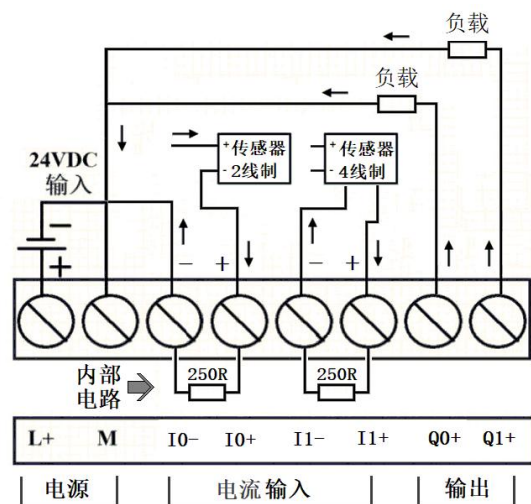 负载
负载
24VDC
输入
+ 传感器
- 2线制
+ 传感器
- 4线制
-
+
- +
- +
内部
电路
250R
250R
L+ M I0- I0+ I1- I1+ Q0+ Q1+
电源 电流输入 输出